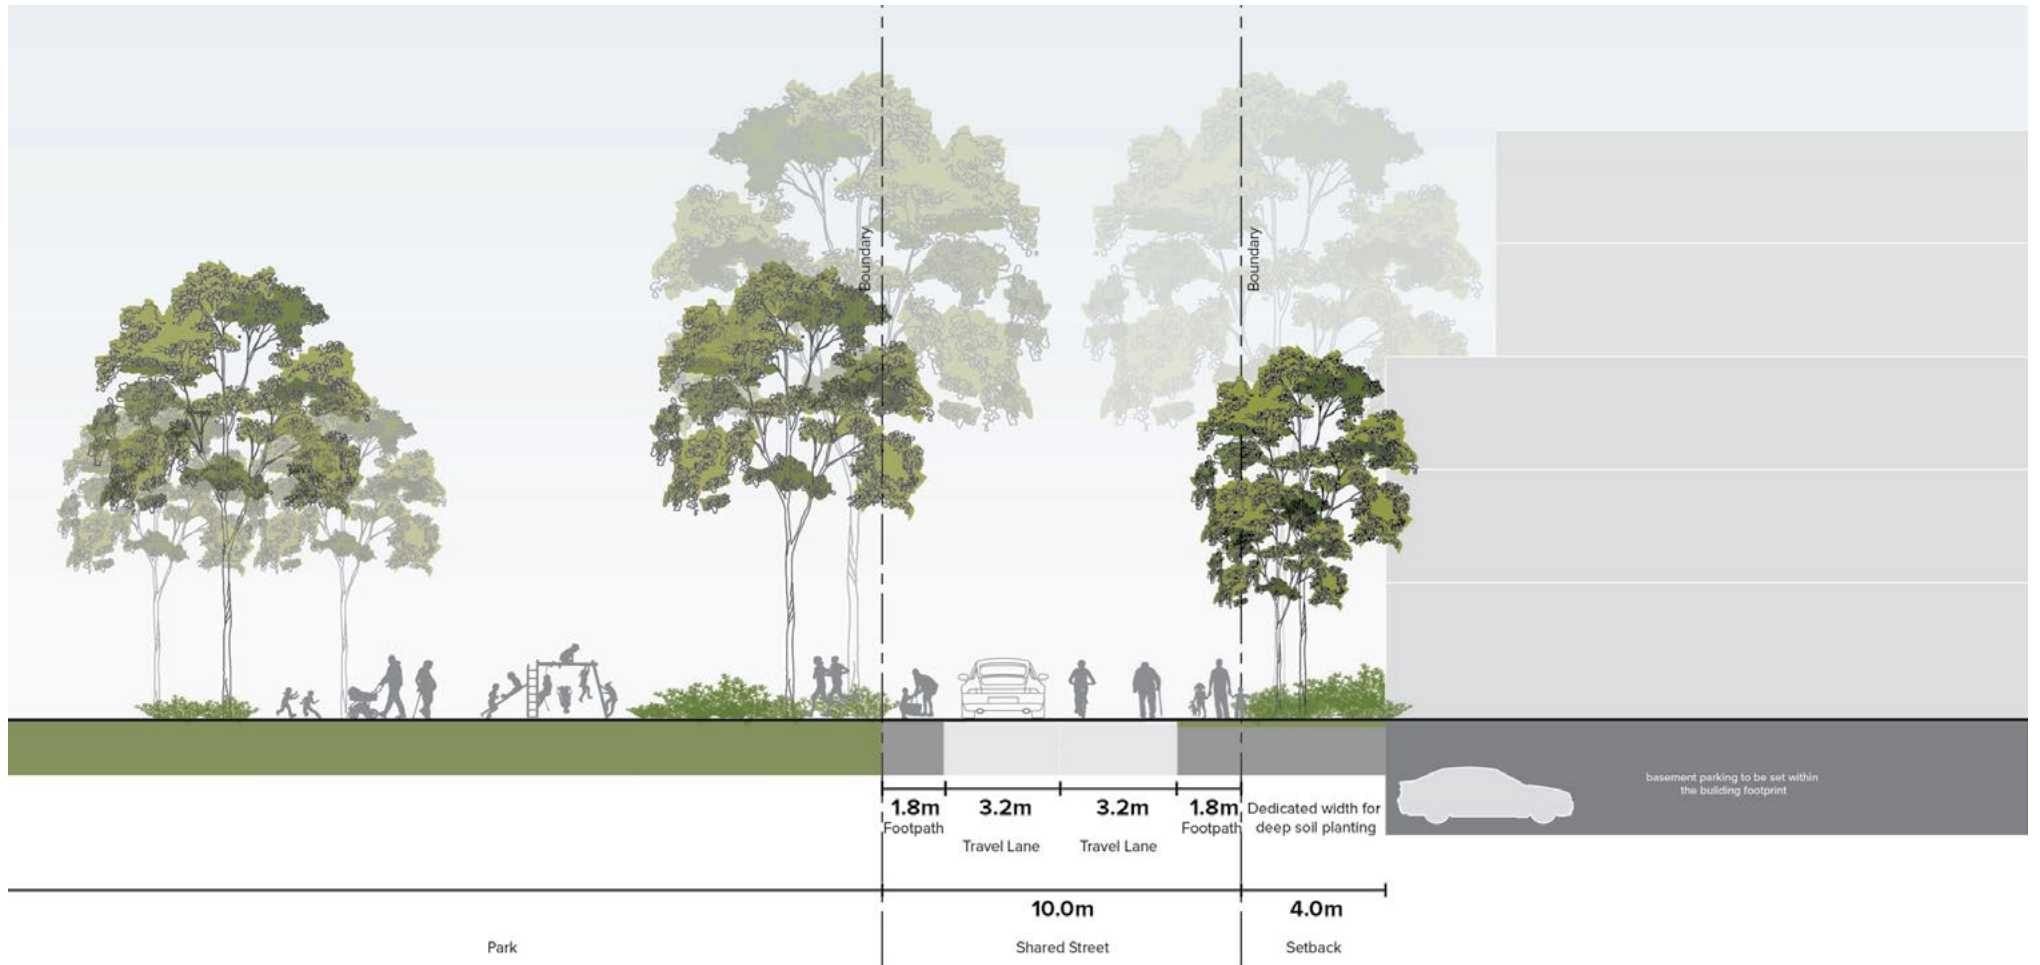 Boundary
Boundary
basement parking to be set within
the building footprint
1.8m
Footpath
3.2m
Travel Lane
3.2m
Travel Lane
1.8m
Footpath
Dedicated width for
deep soil planting
10.0m
4.0m
Park
Shared Street
Setback